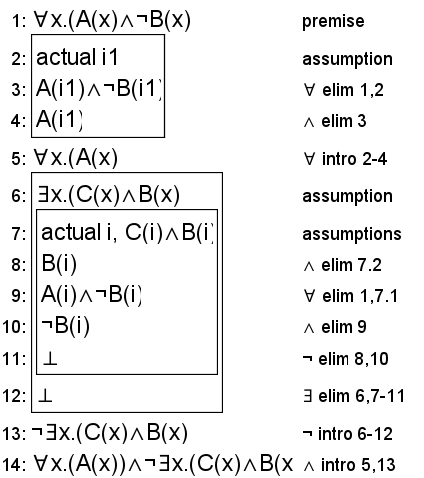 1: ∀x.(A(x)∧¬B(x) premise
2: actual i1 assumption
3: A(i1)∧¬B(i1) ∀ elim 1,2
4: A(i1) ∧ elim 3
5: ∀x.(A(x) ∀ intro 2-4
6: ∃x.(C(x)∧B(x) assumption
7: actual i, C(i)∧B(i) assumptions
8: B(i) ∧ elim 7.2
9: A(i)∧¬B(i) ∀ elim 1,7.1
10: ¬B(i) ∧ elim 9
11: ⊥ ¬ elim 8,10
12: ⊥ ∃ elim 6,7-11
13: ¬∃x.(C(x)∧B(x) ¬ intro 6-12
14: ∀x.(A(x))∧¬∃x.(C(x)∧B(x ∧ intro 5,13